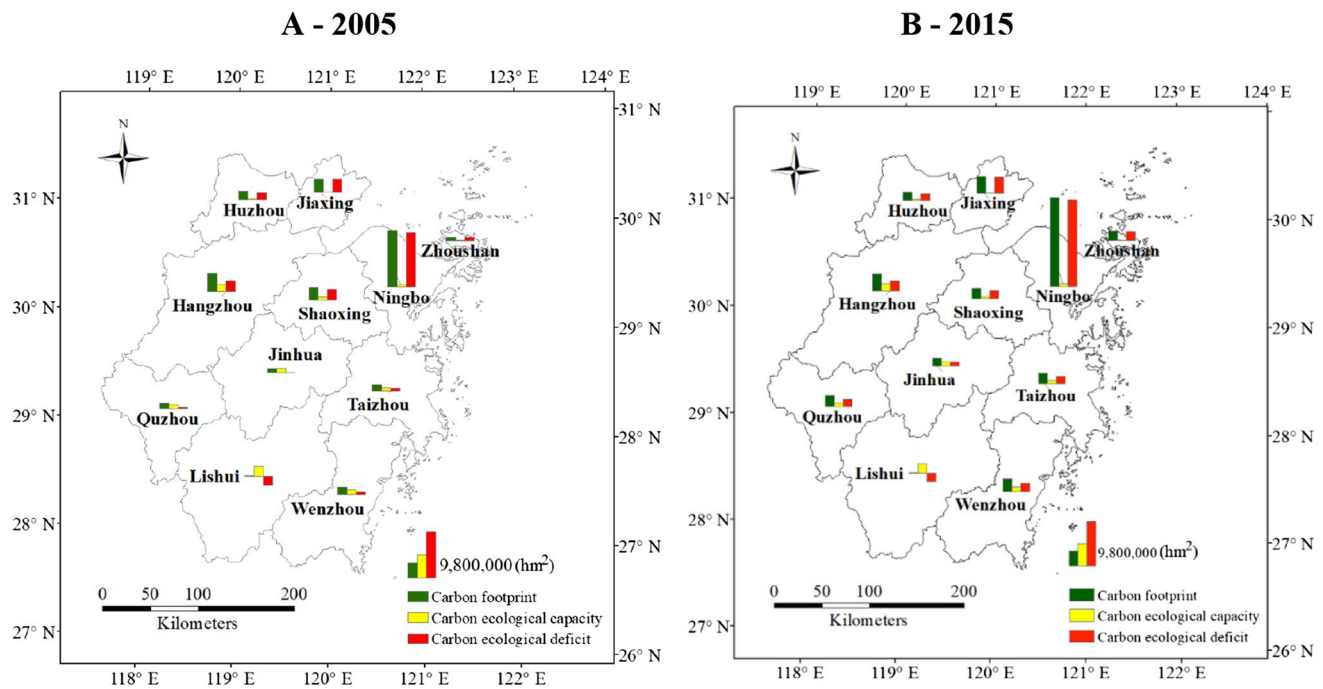 A - 2005
119° E 120° E 121° E 122° E 123° E 124° E
N
31° N
30° N
29° N
28° N
27° N
31° N
30° N
29° N
28° N
27° N
26° N
Huzhou
Jiaxing
Zhoushan
Hangzhou
Shaoxing
Ningbo
Jinhua
Taizhou
Quzhou
Lishui
Wenzhou
9,800,000 (hm²)
Carbon footprint
Carbon ecological capacity
Carbon ecological deficit
0 50 100 200
Kilometers
118° E 119° E 120° E 121° E 122° E
B - 2015
119° E 120° E 121° E 122° E 123° E 124° E
N
31° N
30° N
29° N
28° N
27° N
30° N
29° N
28° N
27° N
26° N
Huzhou
Jiaxing
Zhoushan
Hangzhou
Shaoxing
Ningbo
Jinhua
Taizhou
Quzhou
Lishui
Wenzhou
9,800,000 (hm²)
Carbon footprint
Carbon ecological capacity
Carbon ecological deficit
0 50 100 200
Kilometers
118° E 119° E 120° E 121° E 122° E